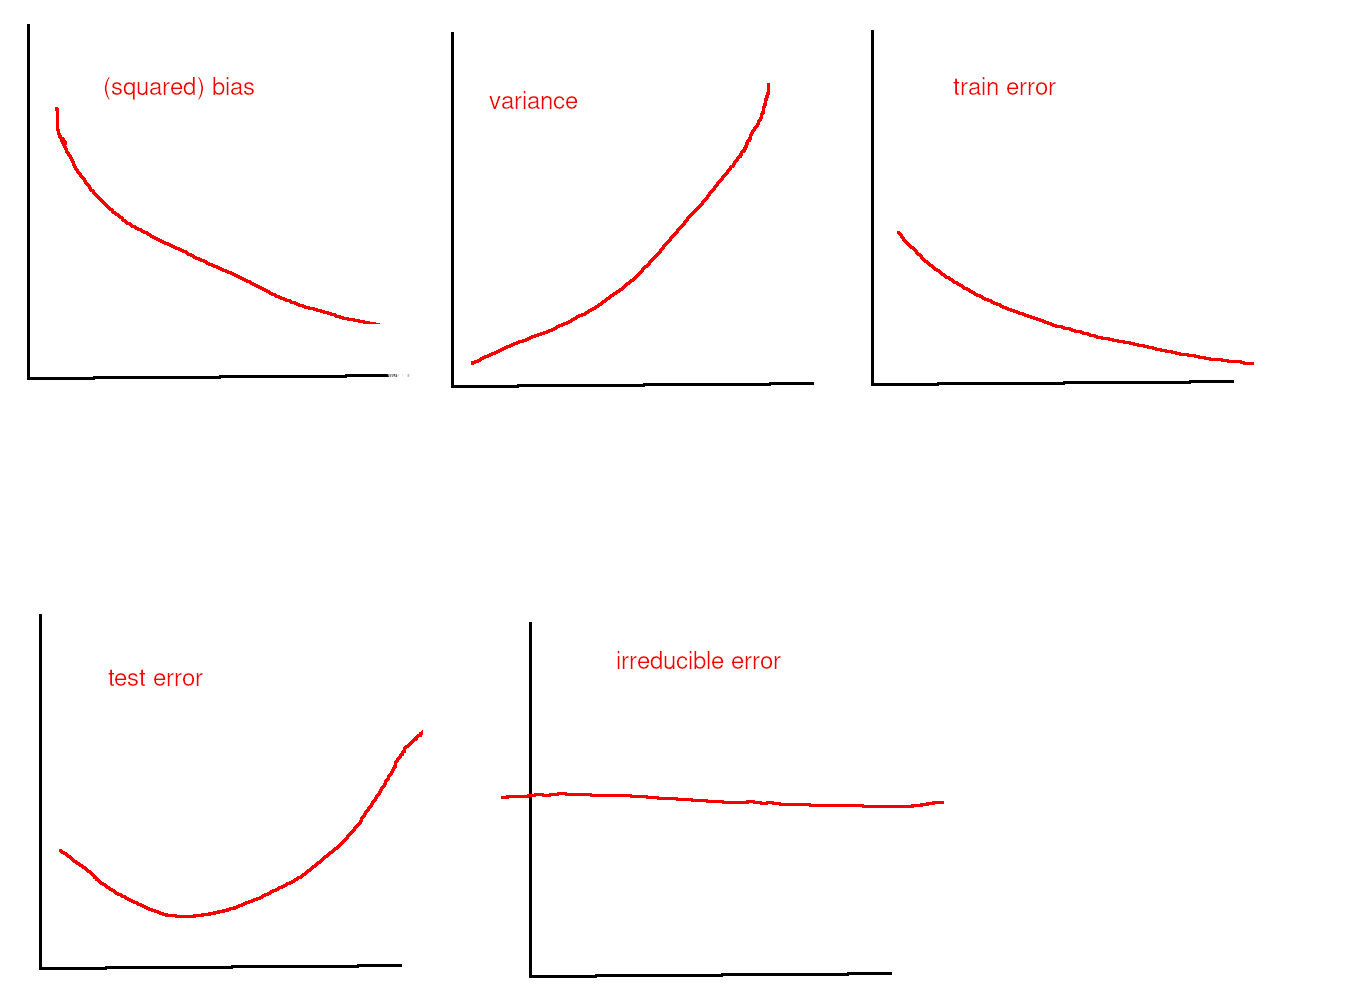 (squared) bias
variance
train error
test error
irreducible error